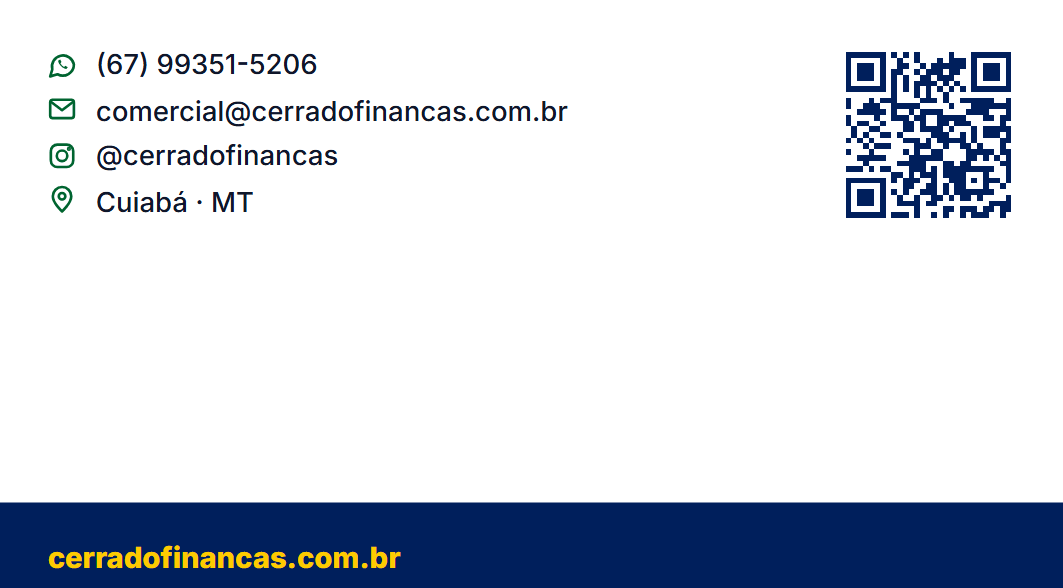 (67) 99351-5206
comercial@cerradofinancas.com.br
@cerradofinancas
Cuiabá · MT
cerradofinancas.com.br